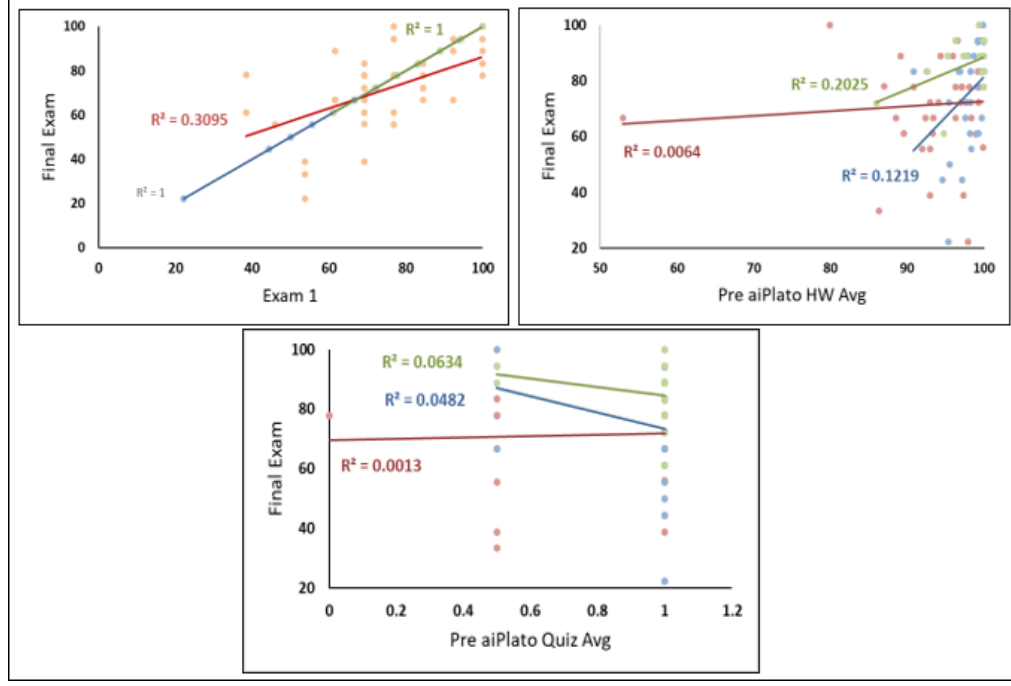 100
80
60
40
20
0
Final Exam
R² = 1
R² = 0.3095
R² = 1
0 20 40 60 80 100
Exam 1
100
80
60
40
20
Final Exam
R² = 0.2025
R² = 0.0064
R² = 0.1219
50 60 70 80 90 100
Pre aiPlato HW Avg
100
80
60
40
20
Final Exam
R² = 0.0634
R² = 0.0482
R² = 0.0013
0 0.2 0.4 0.6 0.8 1 1.2
Pre aiPlato Quiz Avg